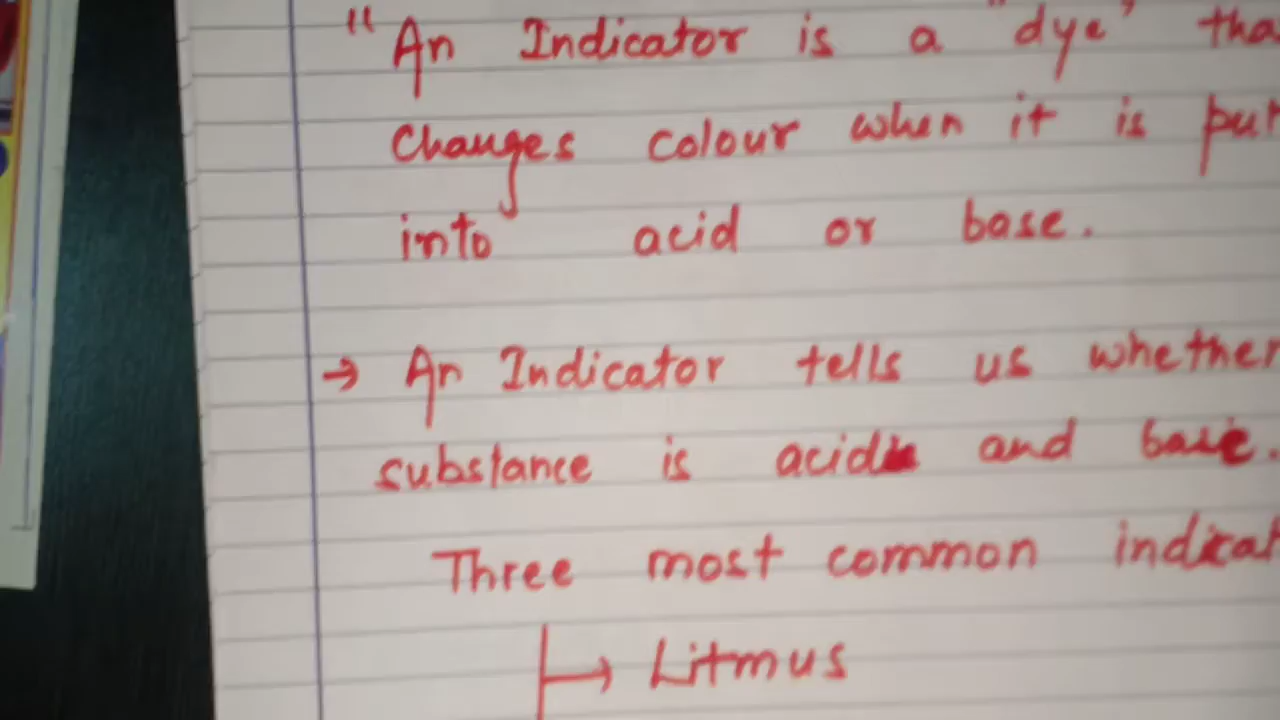 "An Indicator is a "dye" tha
Changes colour when it is put
into acid or base.
→ An Indicator tells us whether
substance is acid and base.
Three most common indicat
Litmus